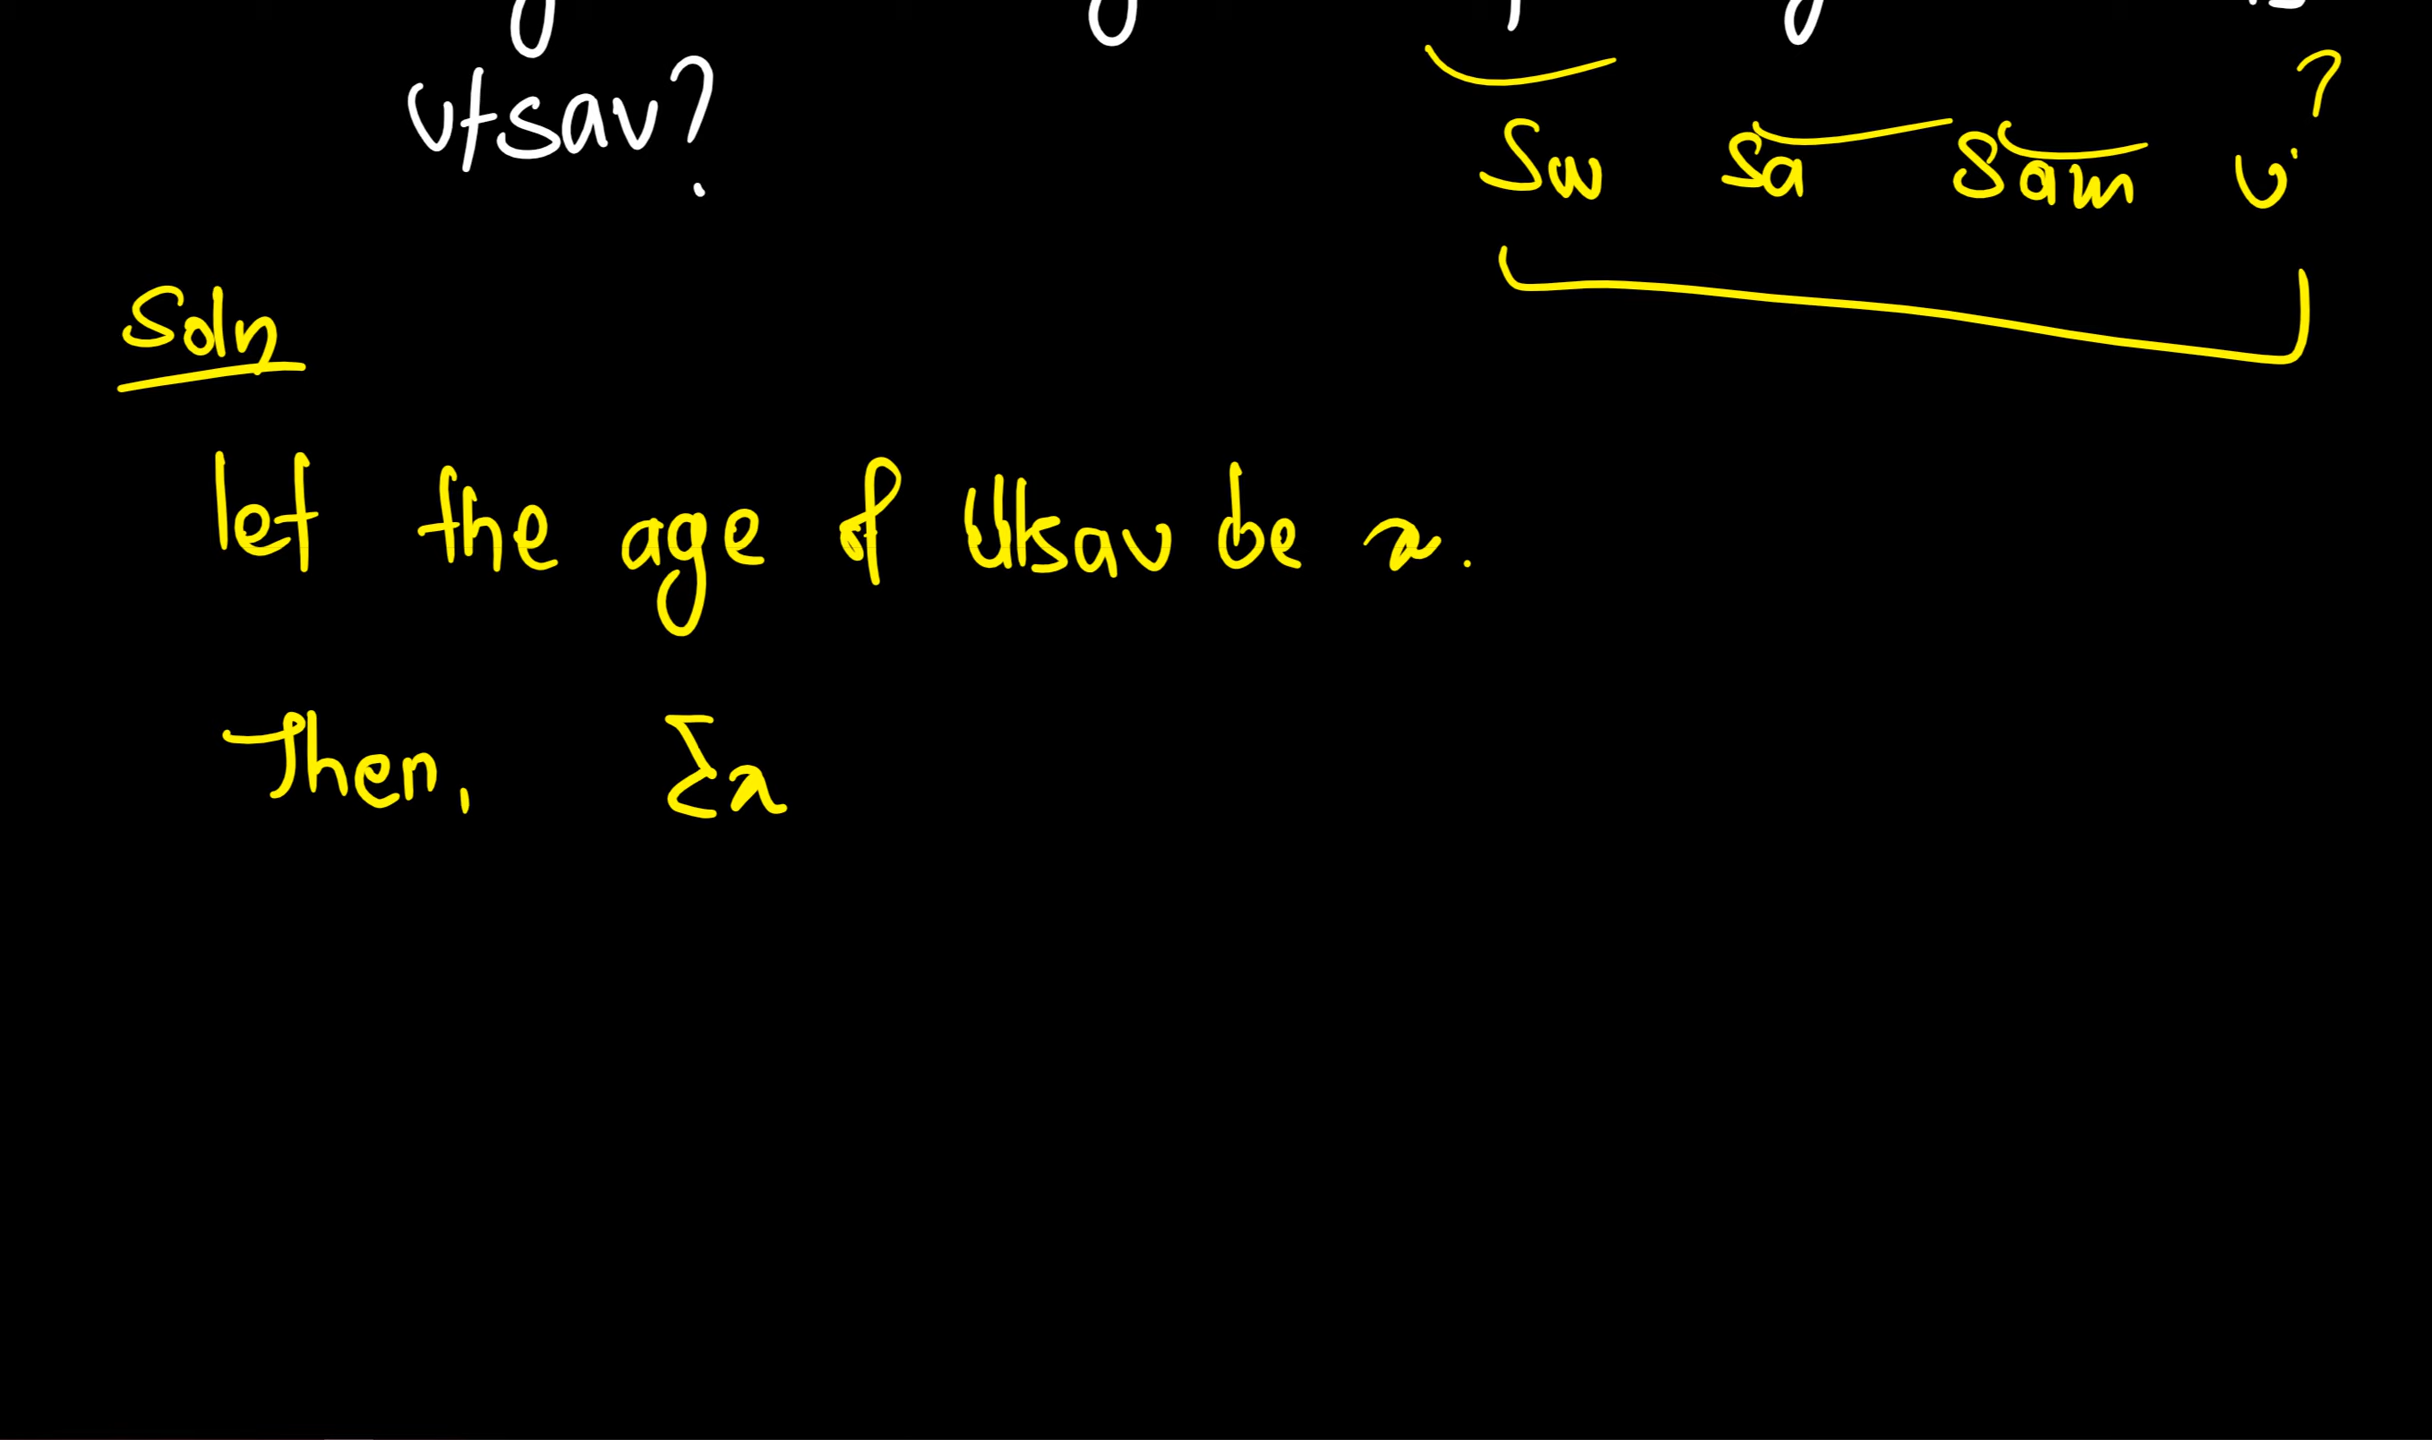 utsav?
?
Sw sa Sam U
Soln
let the age of Utsav be x.
Then, Σx